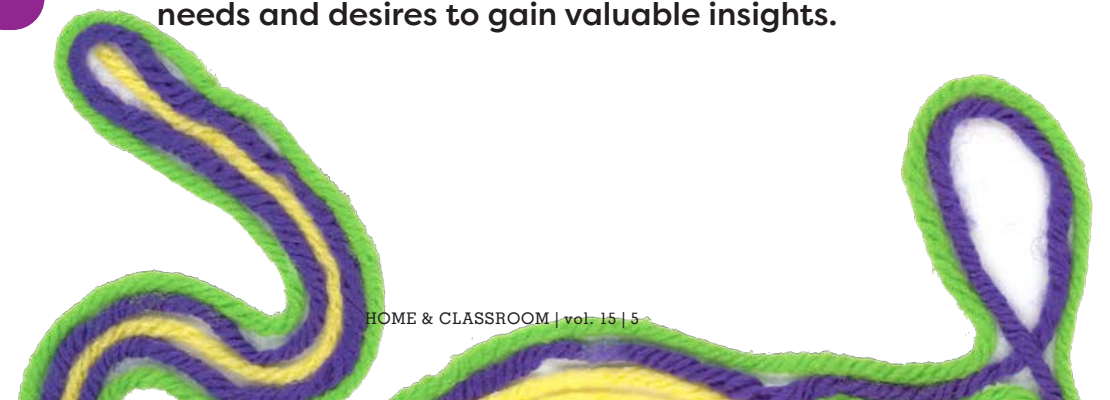 needs and desires to gain valuable insights.
HOME & CLASSROOM | vol. 15 | 5